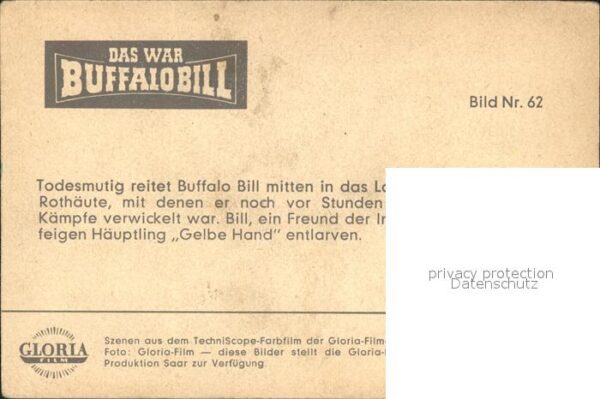 DAS WAR
BUFFALO BILL
Bild Nr. 62
Todesmutig reitet Buffalo Bill mitten in das
Rothäute, mit denen er noch vor Stunden
Kämpfe verwickelt war. Bill, ein Freund der
feigen Häuptling „Gelbe Hand" entlarven.
privacy protection
Datenschutz
GLORIA
FILM
Szenen aus dem TechniScope-Farbfilm der Gloria-Film-
Foto: Gloria-Film — diese Bilder stellt die Gloria-
Produktion Saar zur Verfügung.